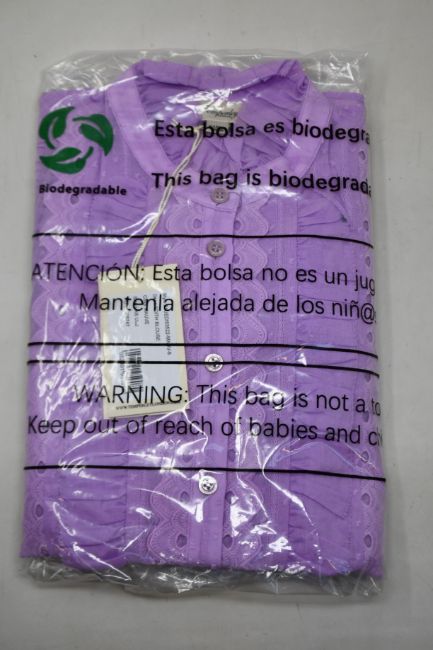 Esta bolsa es biodegra
Biodegradable
This bag is biodegrada
ATENCIÓN: Esta bolsa no es un jug
Mantenla alejada de los niñ@
WARNING: This bag is not a to
Keep out of reach of babies and ch